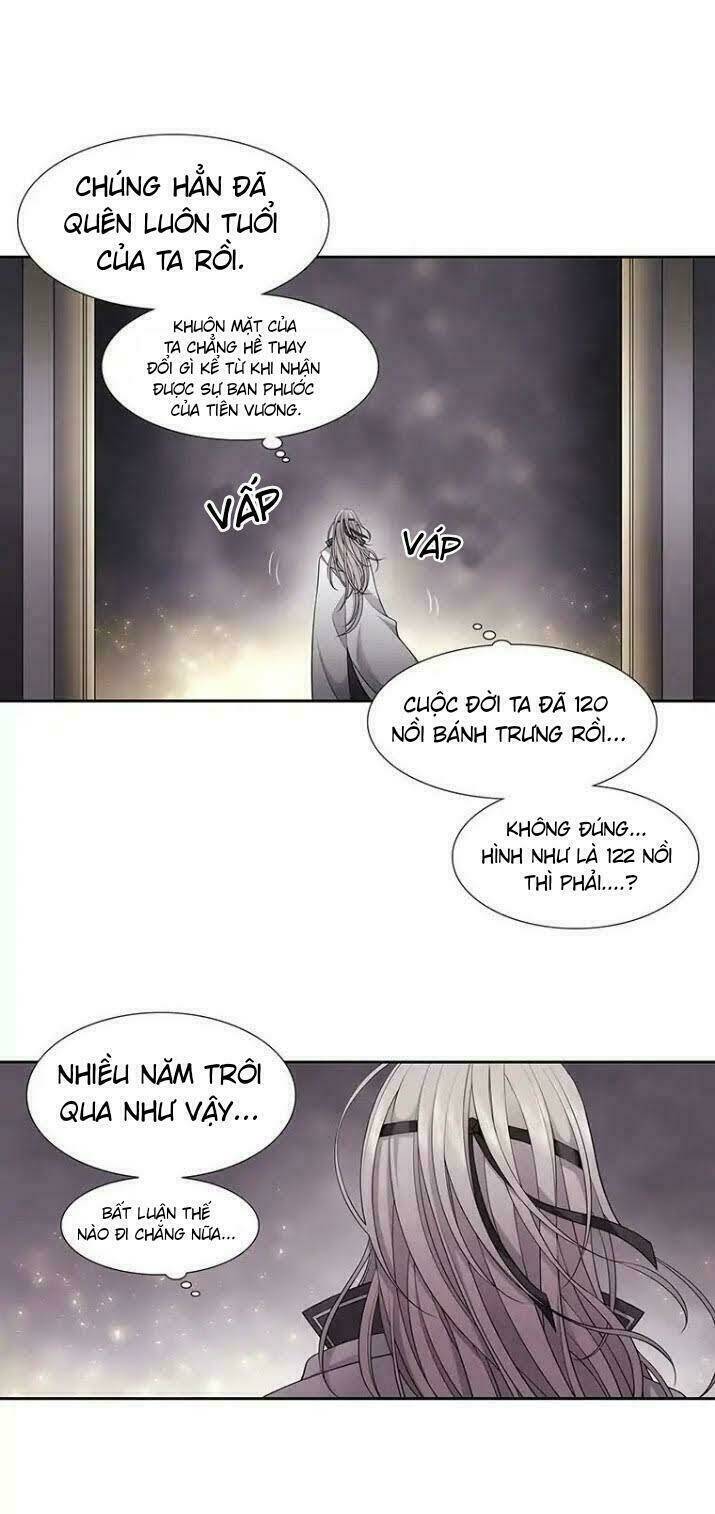 CHÚNG HẲN ĐÃ
QUÊN LUÔN TUỔI
CỦA TA RỒI.
KHUÔN MẶT CỦA
TA CHẲNG HỀ THAY
ĐỔI GÌ KỂ TỪ KHI NHẬN
ĐƯỢC SỰ BAN PHƯỚC
CỦA TIÊN VƯƠNG.
VẤP
VÁP
CUỘC ĐỜI TA ĐÃ 120
NỒI BÁNH TRƯNG RỒI...
KHÔNG ĐÚNG...
HÌNH NHƯ LÀ 122 NỒI
THÌ PHẢI....?
NHIỀU NĂM TRÔI
QUA NHƯ VẬY...
BẤT LUẬN THẾ
NÀO ĐI CHĂNG NỮA...